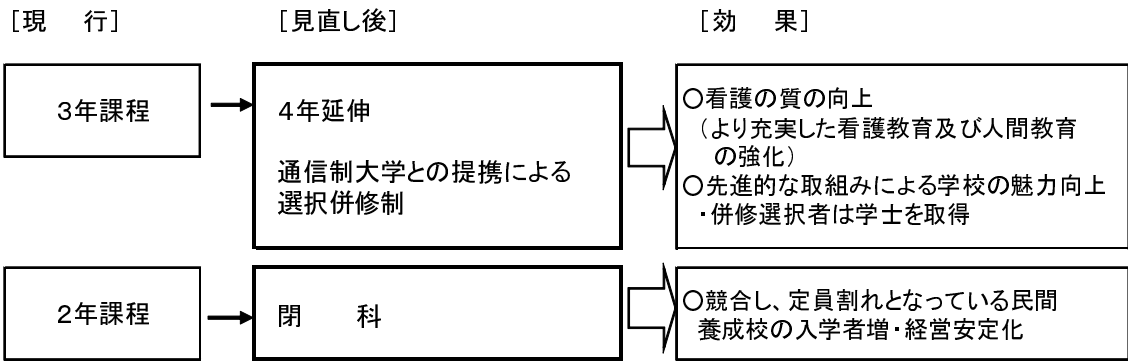 [現　行]
[見直し後]
[効　果]
３年課程
４年延伸
通信制大学との提携による
選択併修制
○看護の質の向上
（より充実した看護教育及び人間教育
の強化）
○先進的な取組みによる学校の魅力向上
・併修選択者は学士を取得
２年課程
閉　科
○競合し、定員割れとなっている民間
養成校の入学者増・経営安定化